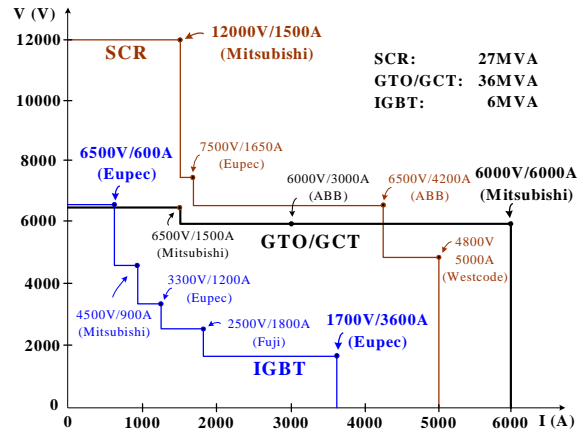 V (V)
12000
10000
8000
6000
4000
2000
0
0
1000
2000
3000
4000
5000
6000
I (A)
12000V/1500A
(Mitsubishi)
SCR
SCR: 27MVA
GTO/GCT: 36MVA
IGBT: 6MVA
7500V/1650A
(Eupec)
6500V/600A
(Eupec)
6000V/3000A
(ABB)
6500V/4200A
(ABB)
6000V/6000A
(Mitsubishi)
6500V/1500A
(Mitsubishi)
GTO/GCT
4800V
5000A
(Westcode)
3300V/1200A
(Eupec)
4500V/900A
(Mitsubishi)
2500V/1800A
(Fuji)
1700V/3600A
(Eupec)
IGBT